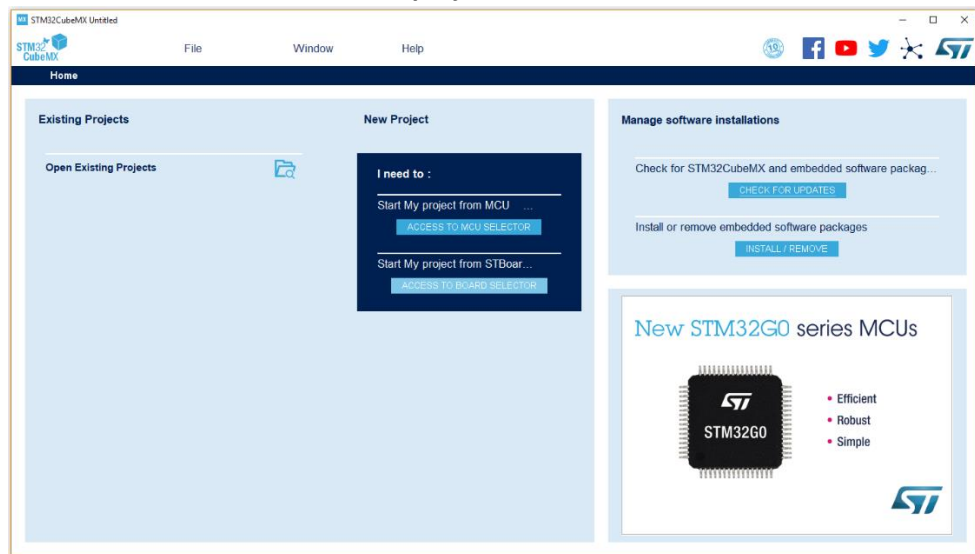 MX STM32CubeMX Untitled
STM32
CubeMX
File
Window
Help
Home
Existing Projects
Open Existing Projects
New Project
I need to :
Start My project from MCU ...
ACCESS TO MCU SELECTOR
Start My project from STBoar...
ACCESS TO BOARD SELECTOR
Manage software installations
Check for STM32CubeMX and embedded software packag...
CHECK FOR UPDATES
Install or remove embedded software packages
INSTALL / REMOVE
New STM32G0 series MCUs
ST
STM32G0
• Efficient
• Robust
• Simple
ST